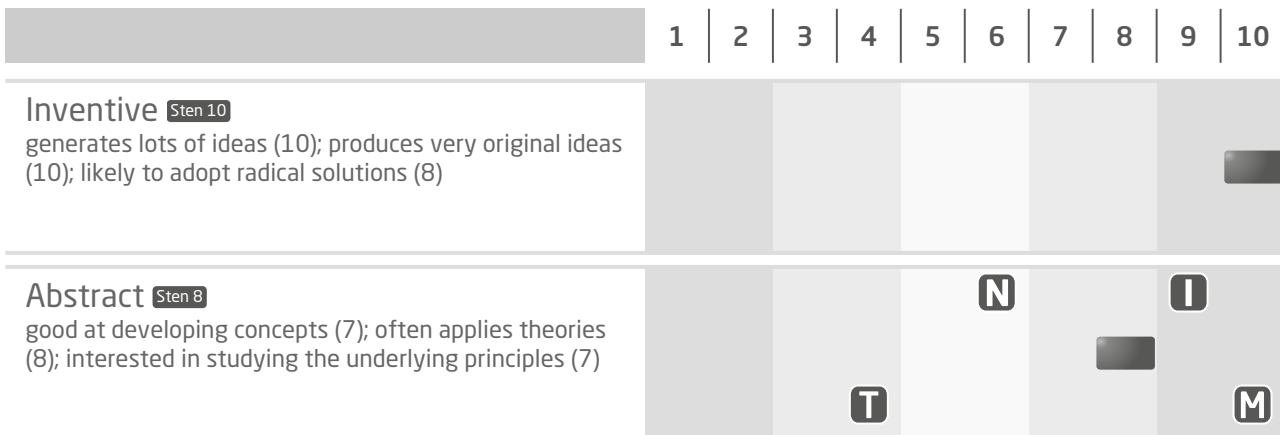 1 2 3 4 5 6 7 8 9 10
Inventive Sten 10
generates lots of ideas (10); produces very original ideas
(10); likely to adopt radical solutions (8)
Abstract Sten 8
good at developing concepts (7); often applies theories
(8); interested in studying the underlying principles (7)
N I
T M